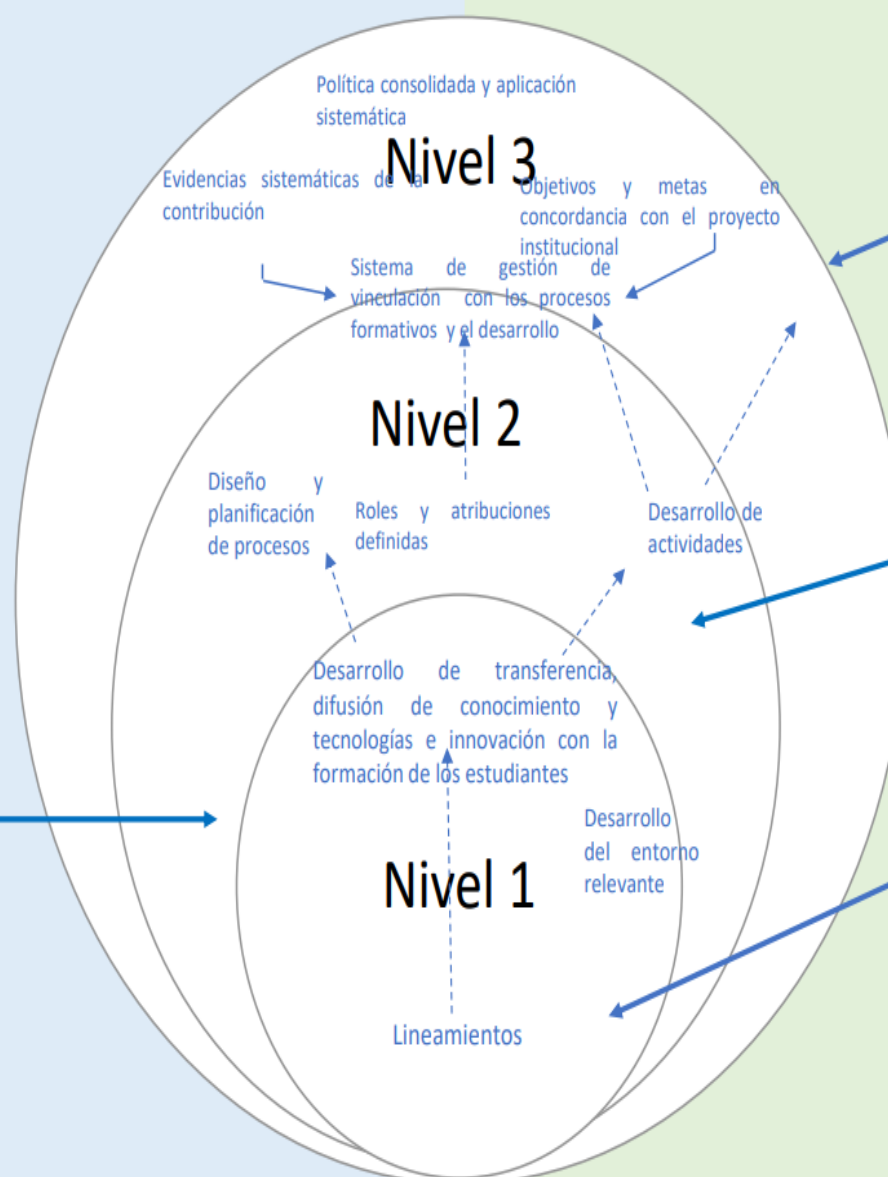 Política consolidada y aplicación
sistemática
Nivel 3
Evidencias sistemáticas de la
contribución
Objetivos y metas en
concordancia con el proyecto
institucional
Sistema de gestión de
vinculación con los procesos
formativos y el desarrollo
Nivel 2
Diseño y
planificación
de procesos
Roles y atribuciones
definidas
Desarrollo de
actividades
Desarrollo de transferencia,
difusión de conocimiento y
tecnologías e innovación con la
formación de los estudiantes
Desarrollo
del entorno
relevante
Nivel 1
Lineamientos